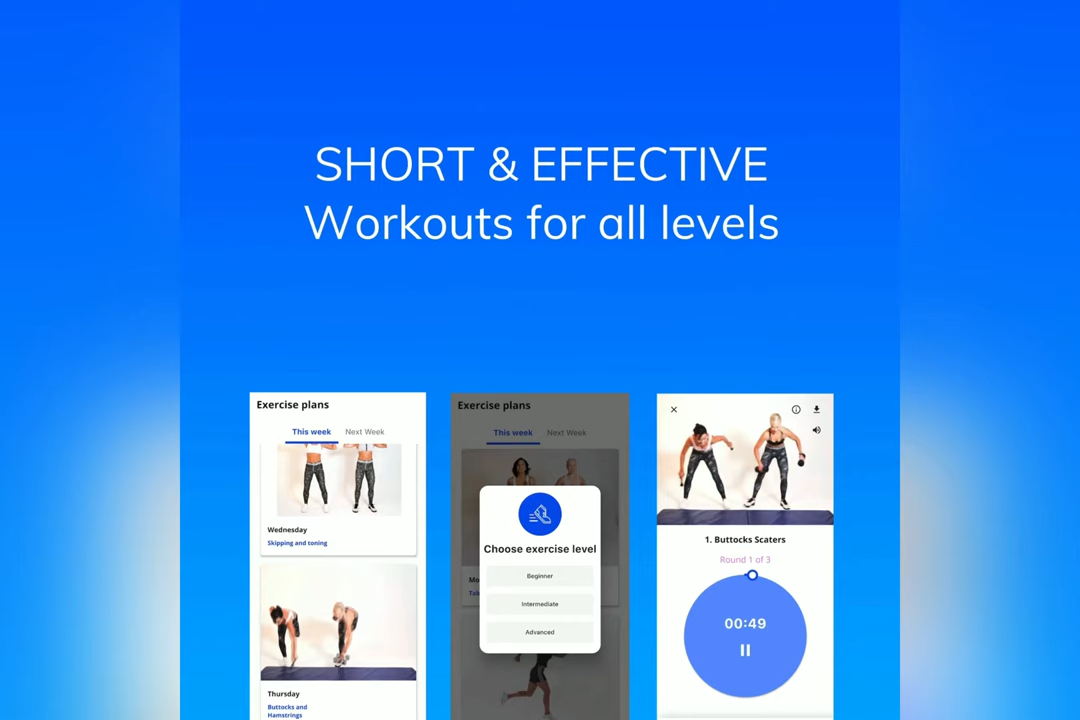 SHORT & EFFECTIVE
Workouts for all levels
Exercise plans
This week Next Week
Wednesday
Skipping and toning
Thursday
Buttocks and
Hamstrings
Exercise plans
This week Next Week
Choose exercise level
Beginner
Intermediate
Advanced
1. Buttocks Scaters
Round 1 of 3
00:49